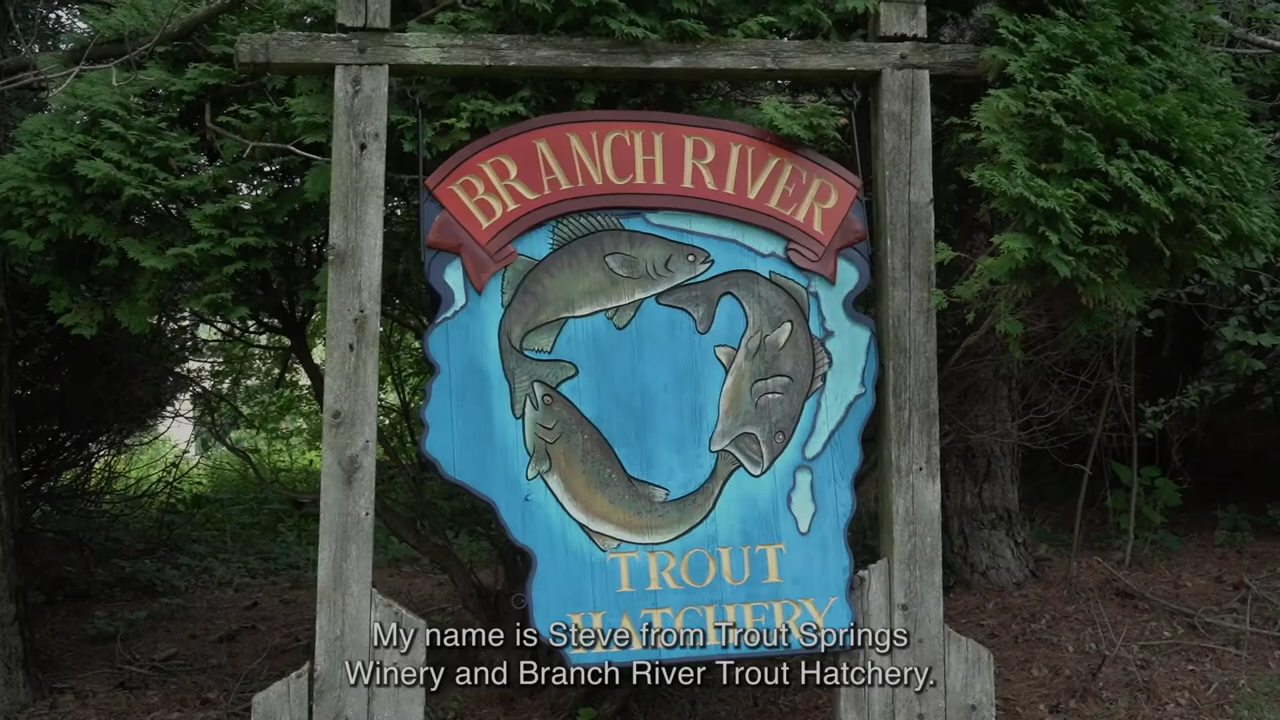 BRANCH RIVER
TROUT
HATCHERY
My name is Steve from Trout Springs
Winery and Branch River Trout Hatchery.